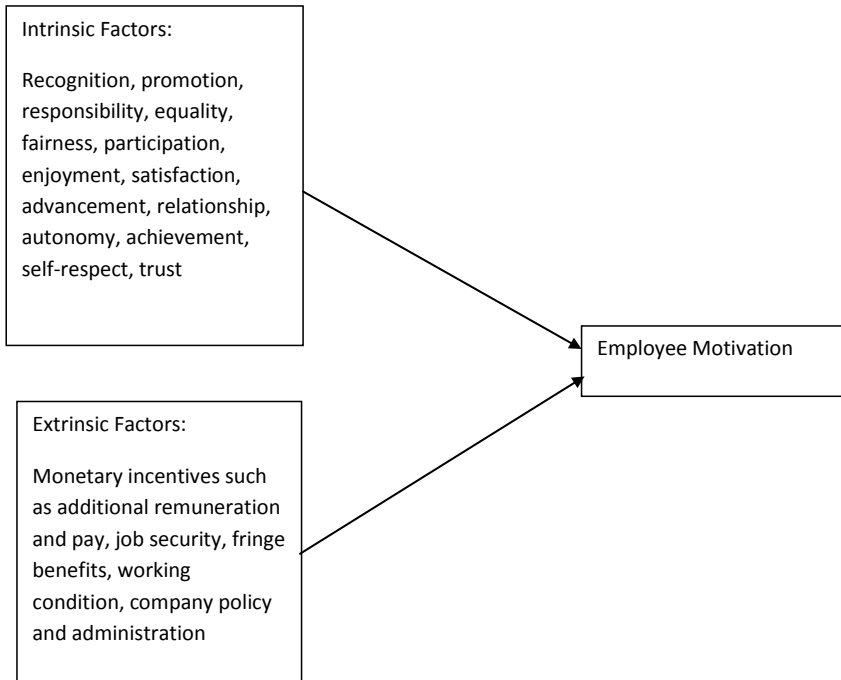 Intrinsic Factors:
Recognition, promotion,
responsibility, equality,
fairness, participation,
enjoyment, satisfaction,
advancement, relationship,
autonomy, achievement,
self-respect, trust
Employee Motivation
Extrinsic Factors:
Monetary incentives such
as additional remuneration
and pay, job security, fringe
benefits, working
condition, company policy
and administration